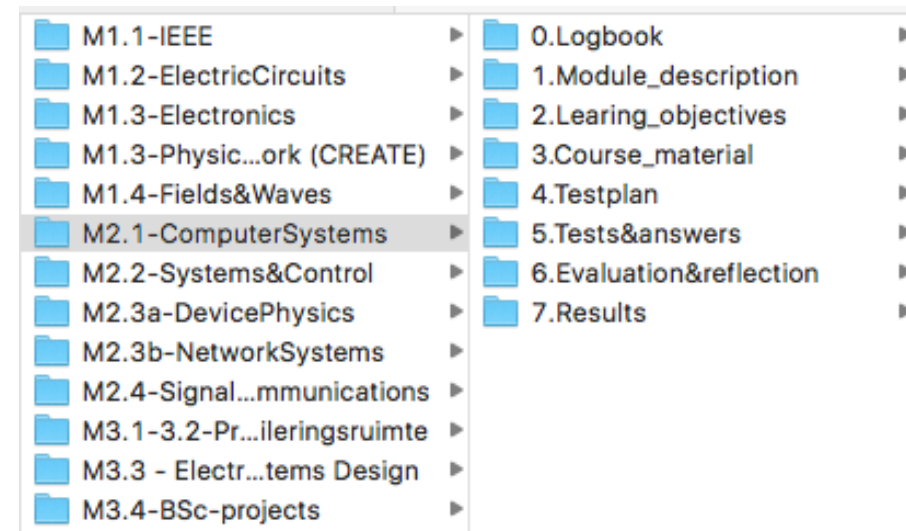 M1.1-IEEE
M1.2-ElectricCircuits
M1.3-Electronics
M1.3-Physic...ork (CREATE)
M1.4-Fields&Waves
M2.1-ComputerSystems
M2.2-Systems&Control
M2.3a-DevicePhysics
M2.3b-NetworkSystems
M2.4-Signal...mmunications
M3.1-3.2-Pr...ileringsruimte
M3.3 - Electr...tems Design
M3.4-BSc-projects
0.Logbook
1.Module_description
2.Learing_objectives
3.Course_material
4.Testplan
5.Tests&answers
6.Evaluation&reflection
7.Results